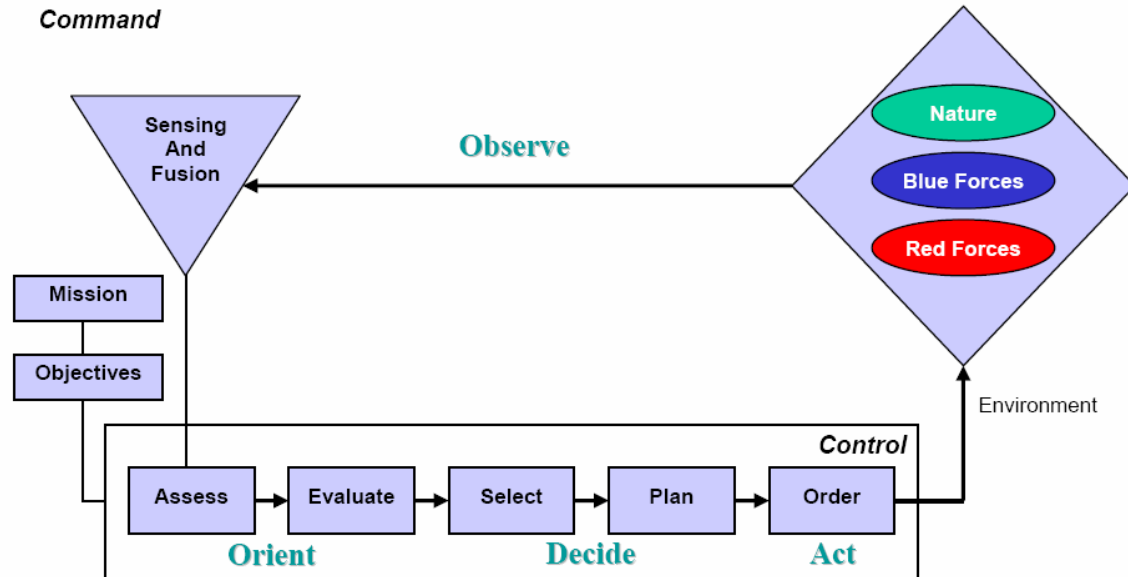 Command
Sensing
And
Fusion
Observe
Nature
Blue Forces
Red Forces
Mission
Objectives
Environment
Control
Assess
Evaluate
Select
Plan
Order
Orient
Decide
Act